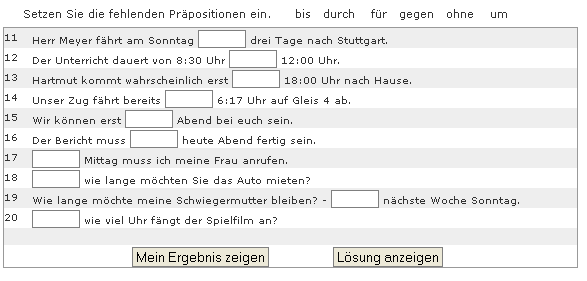 Setzen Sie die fehlenden Präpositionen ein. bis durch für gegen ohne um
11 Herr Meyer fährt am Sonntag drei Tage nach Stuttgart.
12 Der Unterricht dauert von 8:30 Uhr 12:00 Uhr.
13 Hartmut kommt wahrscheinlich erst 18:00 Uhr nach Hause.
14 Unser Zug fährt bereits 6:17 Uhr auf Gleis 4 ab.
15 Wir können erst Abend bei euch sein.
16 Der Bericht muss heute Abend fertig sein.
17 Mittag muss ich meine Frau anrufen.
18 wie lange möchten Sie das Auto mieten?
19 Wie lange möchte meine Schwiegermutter bleiben? - nächste Woche Sonntag.
20 wie viel Uhr fängt der Spielfilm an?
Mein Ergebnis zeigen Lösung anzeigen